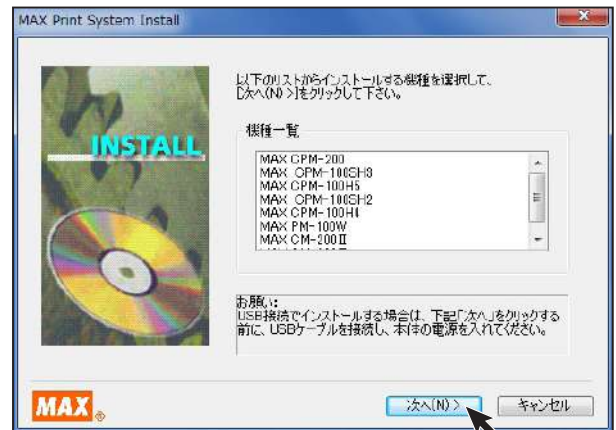 MAX Print System Install
以下のリストからインストールする機種を選択して、
[次へ(N) >]をクリックして下さい。
INSTALL
機種一覧
MAX CPM-200
MAX CPM-100SH3
MAX CPM-100H5
MAX CPM-100SH2
MAX CPM-100H4
MAX PM-100W
MAX CM-200Ⅱ
お願い:
USB接続でインストールする場合は、下記「次へ」をクリックする
前に、USBケーブルを接続し、本体の電源を入れてください。
MAX®
次へ(N) >
キャンセル